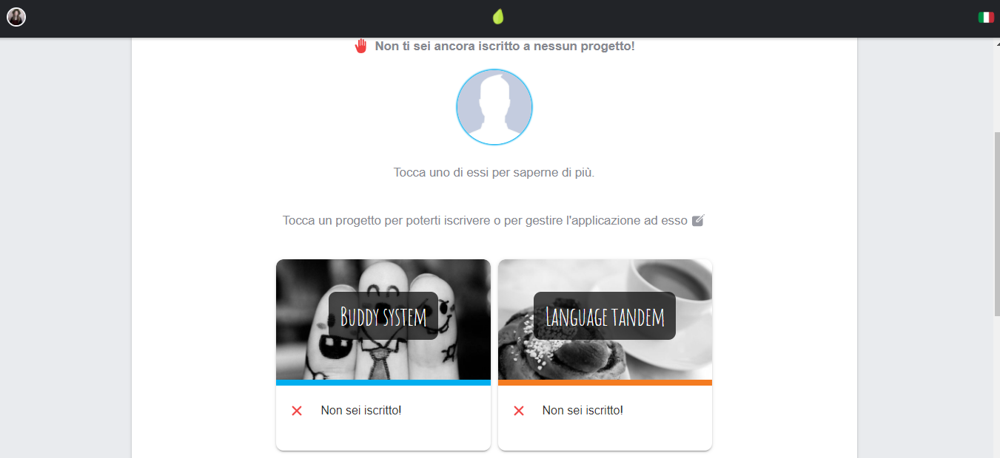 Non ti sei ancora iscritto a nessun progetto!
Tocca uno di essi per saperne di più.
Tocca un progetto per poterti iscrivere o per gestire l'applicazione ad esso
Buddy system
Language tandem
Non sei iscritto!
Non sei iscritto!